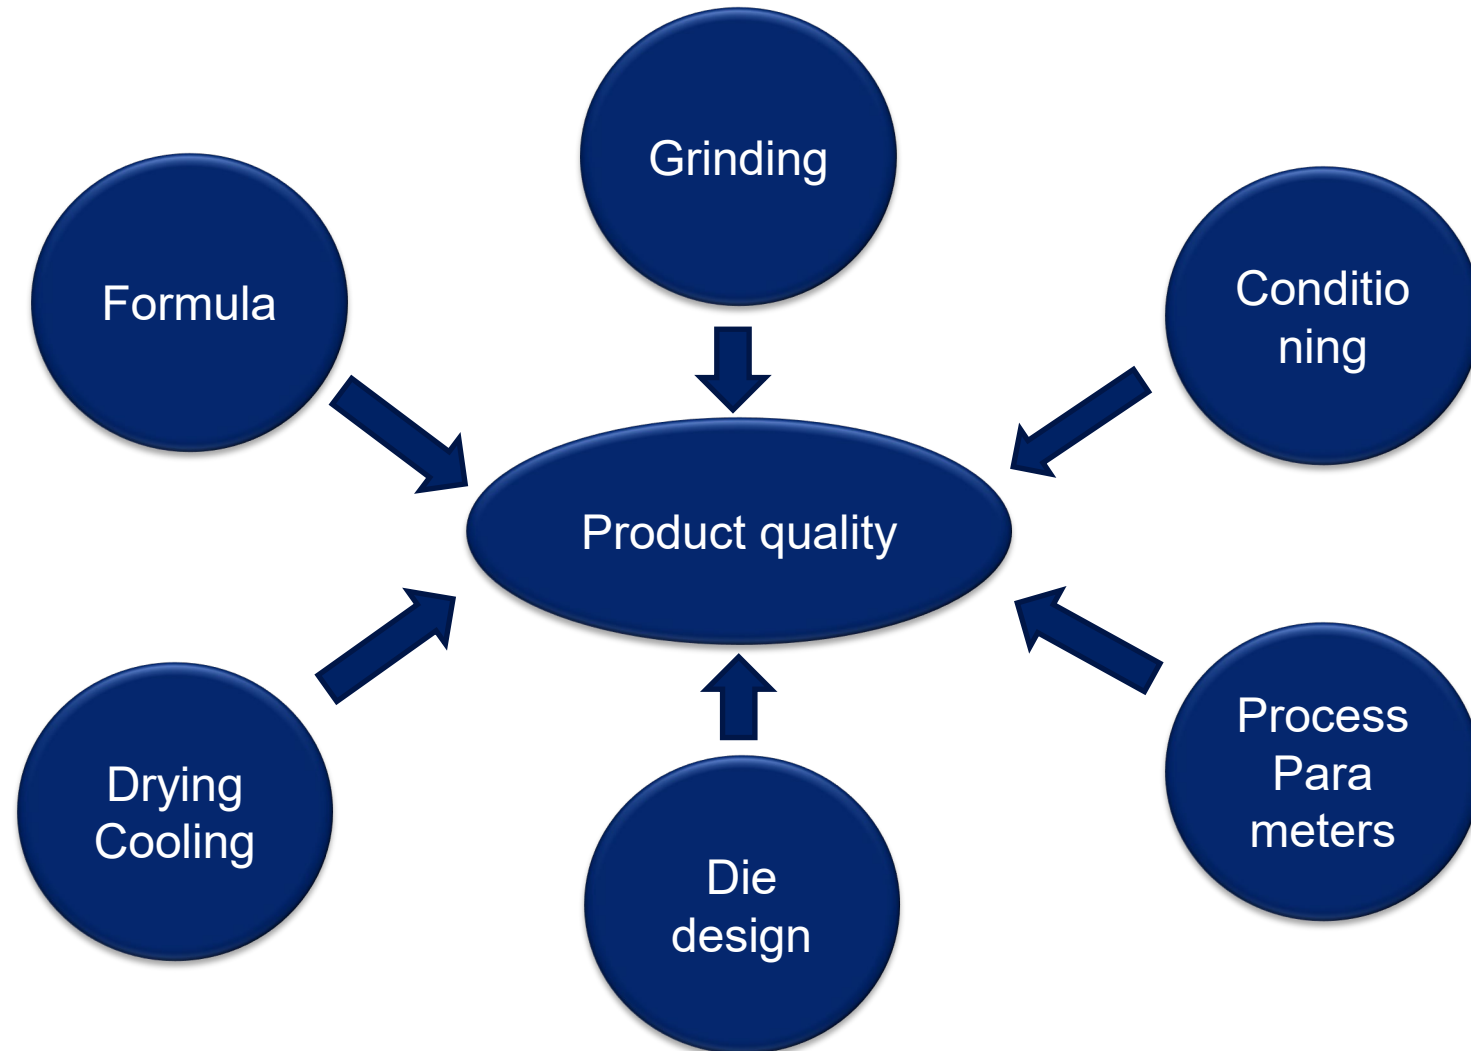 Grinding
Formula
Conditio
ning
Product quality
Process
Para
meters
Drying
Cooling
Die
design